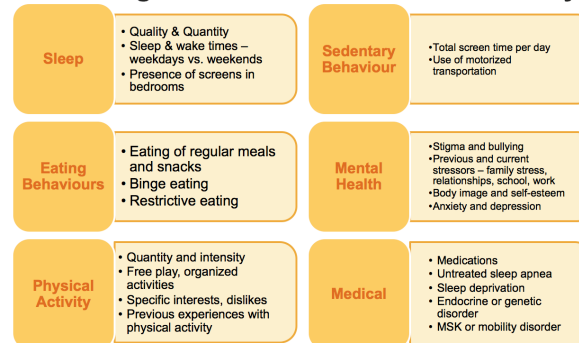 Sleep
• Quality & Quantity
• Sleep & wake times –
weekdays vs. weekends
• Presence of screens in
bedrooms
Sedentary
Behaviour
•Total screen time per day
•Use of motorized
transportation
Eating
Behaviours
• Eating of regular meals
and snacks
• Binge eating
• Restrictive eating
Mental
Health
•Stigma and bullying
•Previous and current
stressors – family stress,
relationships, school, work
•Body image and self-esteem
•Anxiety and depression
Physical
Activity
• Quantity and intensity
• Free play, organized
activities
• Specific interests, dislikes
• Previous experiences with
physical activity
Medical
• Medications
• Untreated sleep apnea
• Sleep deprivation
• Endocrine or genetic
disorder
• MSK or mobility disorder